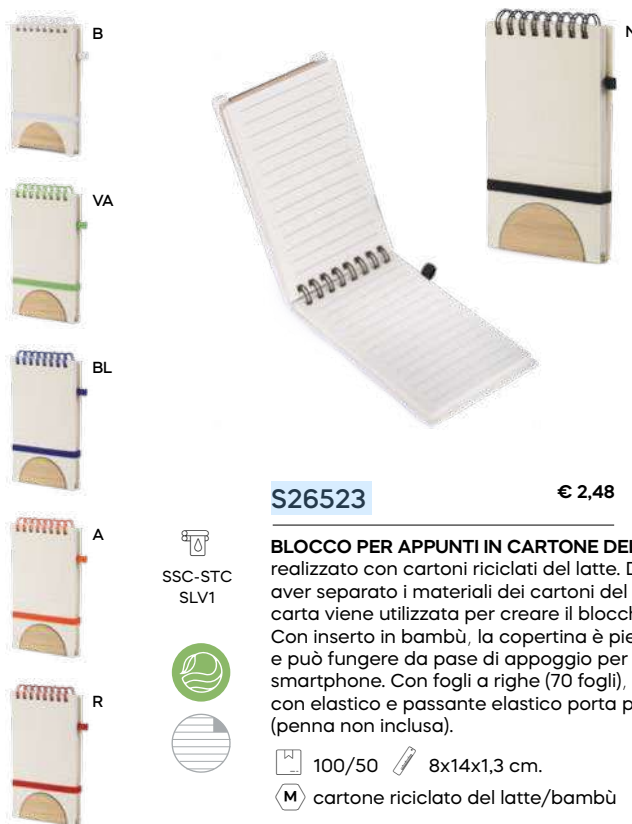 B
N
VA
BL
A
R
S26523
€ 2,48
SSC-STC
SLV1
BLOCCO PER APPUNTI IN CARTONE DEL
realizzato con cartoni riciclati del latte. D
aver separato i materiali dei cartoni del
carta viene utilizzata per creare il blocch
Con inserto in bambù, la copertina è pie
e può fungere da pase di appoggio per
smartphone. Con fogli a righe (70 fogli),
con elastico e passante elastico porta p
(penna non inclusa).
100/50 8x14x1,3 cm.
M cartone riciclato del latte/bambù